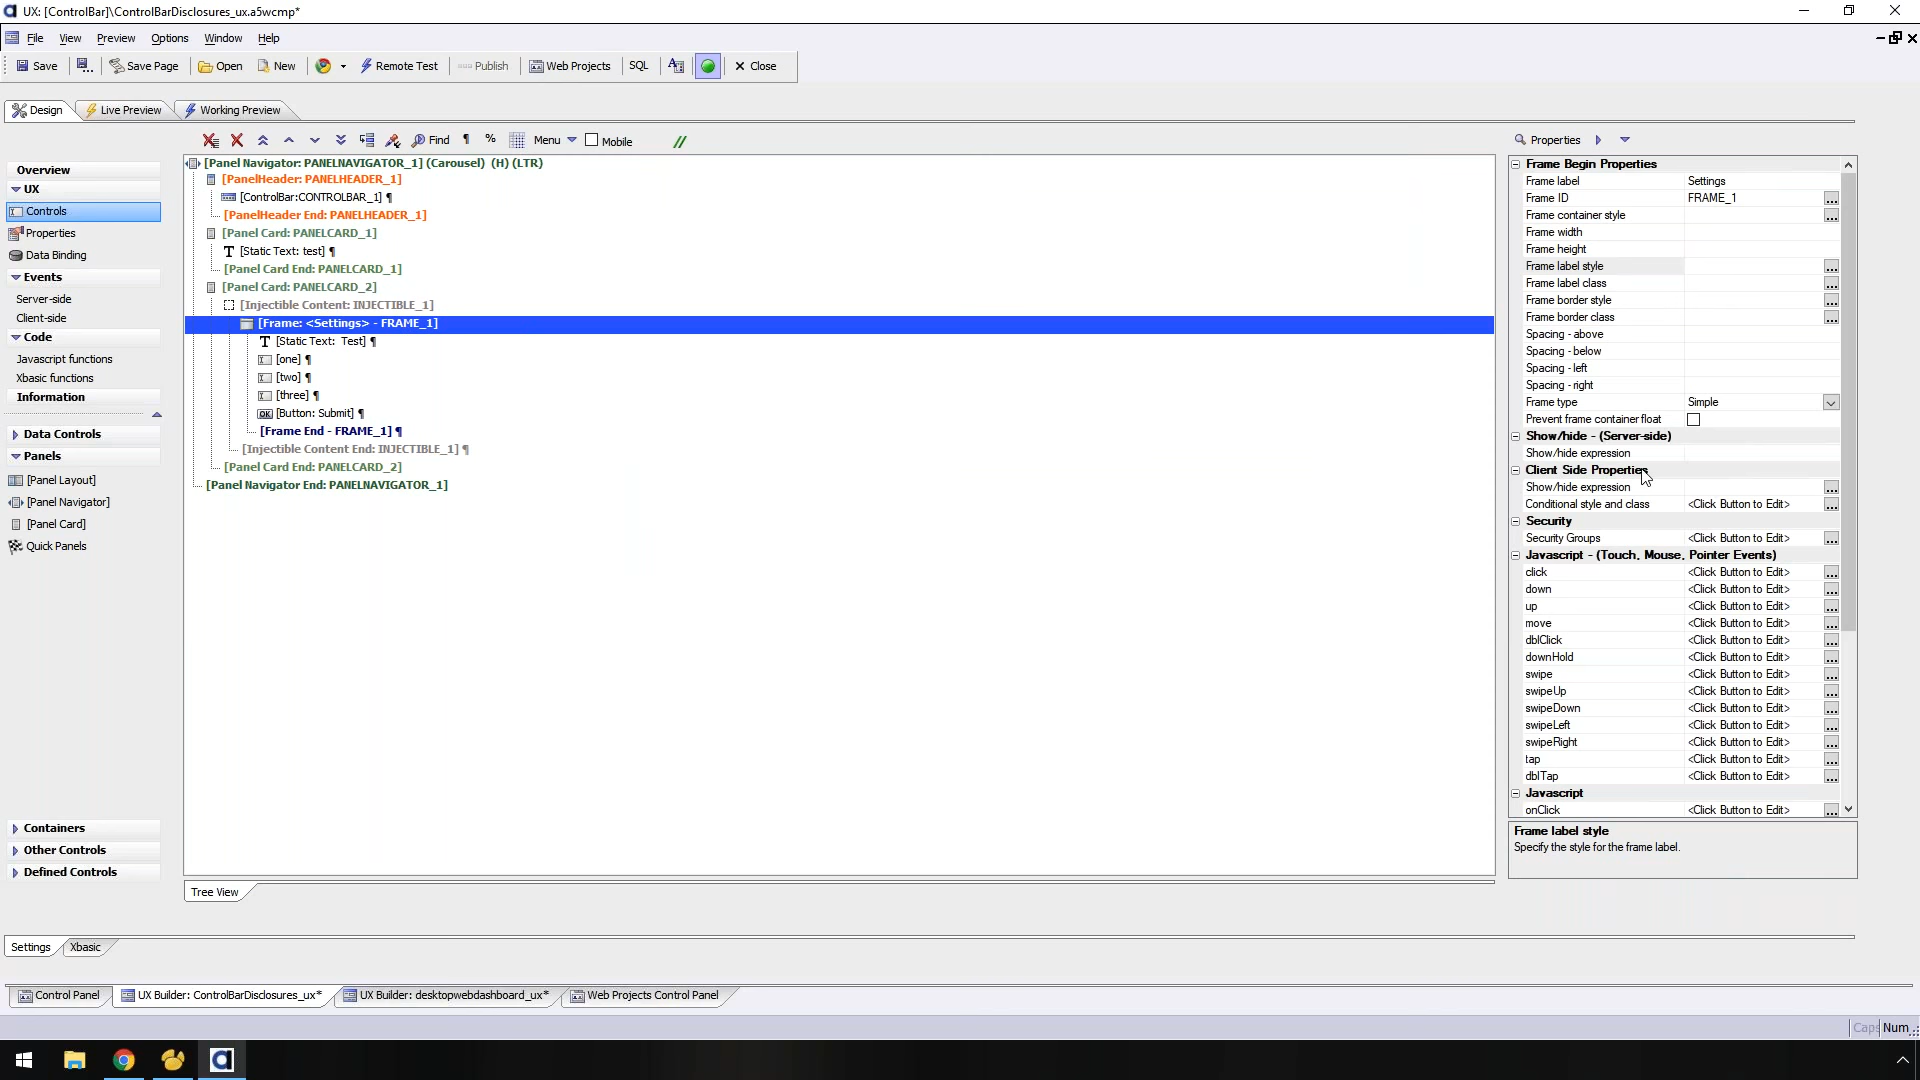 UX: [ControlBar]\ControlBarDisclosures_ux.a5wcmp*
File View Preview Options Window Help
Save Save Page Open New Remote Test Publish Web Projects SQL Close
Design Live Preview Working Preview
Find ¶ % Menu Mobile //
Properties
Overview
UX
Controls
Properties
Data Binding
Events
Server-side
Client-side
Code
Javascript functions
Xbasic functions
Information
Data Controls
Panels
[Panel Layout]
[Panel Navigator]
[Panel Card]
Quick Panels
Containers
Other Controls
Defined Controls
[Panel Navigator: PANELNAVIGATOR_1] (Carousel) (H) (LTR)
[PanelHeader: PANELHEADER_1]
[ControlBar:CONTROLBAR_1] ¶
[PanelHeader End: PANELHEADER_1]
[Panel Card: PANELCARD_1]
[Static Text: test] ¶
[Panel Card End: PANELCARD_1]
[Panel Card: PANELCARD_2]
[Injectible Content: INJECTIBLE_1]
[Frame: <Settings> - FRAME_1]
[Static Text: Test] ¶
[one] ¶
[two] ¶
[three] ¶
OK [Button: Submit] ¶
[Frame End - FRAME_1] ¶
[Injectible Content End: INJECTIBLE_1] ¶
[Panel Card End: PANELCARD_2]
[Panel Navigator End: PANELNAVIGATOR_1]
Frame Begin Properties
Frame label Settings
Frame ID FRAME_1 ...
Frame container style ...
Frame width
Frame height
Frame label style ...
Frame label class ...
Frame border style ...
Frame border class ...
Spacing - above
Spacing - below
Spacing - left
Spacing - right
Frame type Simple
Prevent frame container float
Show/hide - (Server-side)
Show/hide expression
Client Side Properties
Show/hide expression ...
Conditional style and class <Click Button to Edit> ...
Security
Security Groups <Click Button to Edit> ...
Javascript - (Touch, Mouse, Pointer Events)
click <Click Button to Edit> ...
down <Click Button to Edit> ...
up <Click Button to Edit> ...
move <Click Button to Edit> ...
dblClick <Click Button to Edit> ...
downHold <Click Button to Edit> ...
swipe <Click Button to Edit> ...
swipeUp <Click Button to Edit> ...
swipeDown <Click Button to Edit> ...
swipeLeft <Click Button to Edit> ...
swipeRight <Click Button to Edit> ...
tap <Click Button to Edit> ...
dblTap <Click Button to Edit> ...
Javascript
onClick <Click Button to Edit> ...
Frame label style
Specify the style for the frame label.
Tree View
Settings Xbasic
Control Panel UX Builder: ControlBarDisclosures_ux* UX Builder: desktopwebdashboard_ux* Web Projects Control Panel
Caps Num